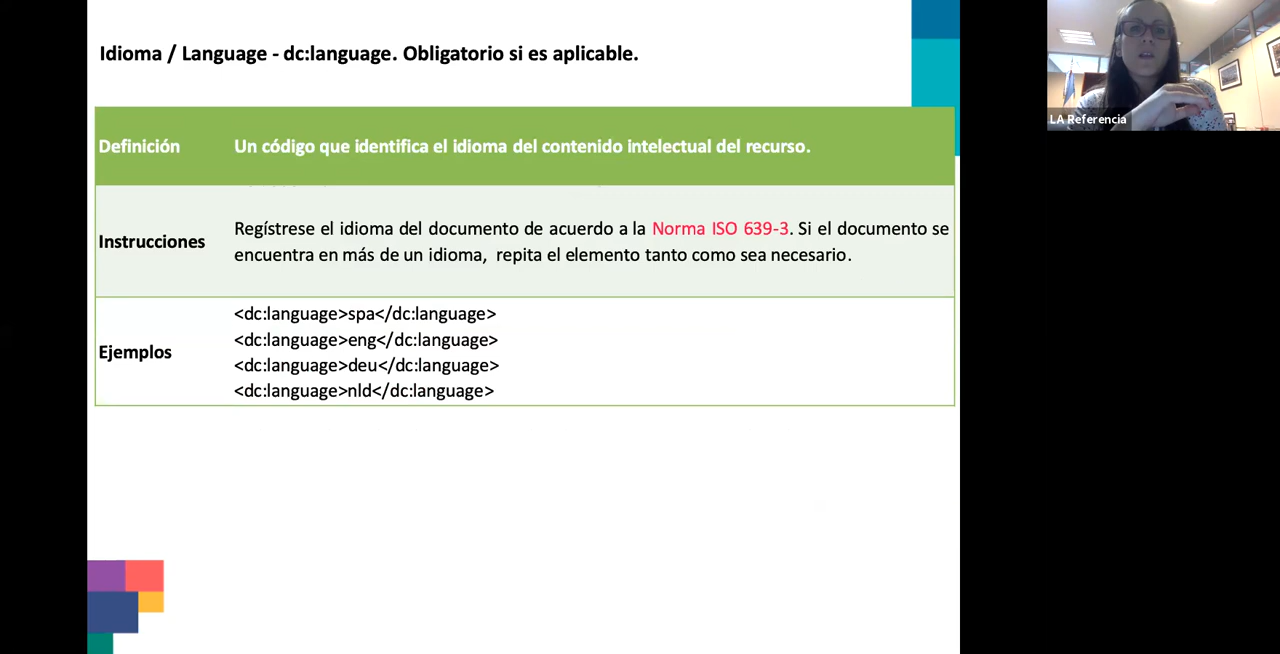 Idioma / Language - dc:language. Obligatorio si es aplicable.
LA Referencia
Definición
Un código que identifica el idioma del contenido intelectual del recurso.
Instrucciones
Regístrese el idioma del documento de acuerdo a la Norma ISO 639-3. Si el documento se
encuentra en más de un idioma, repita el elemento tanto como sea necesario.
Ejemplos
<dc:language>spa</dc:language>
<dc:language>eng</dc:language>
<dc:language>deu</dc:language>
<dc:language>nld</dc:language>